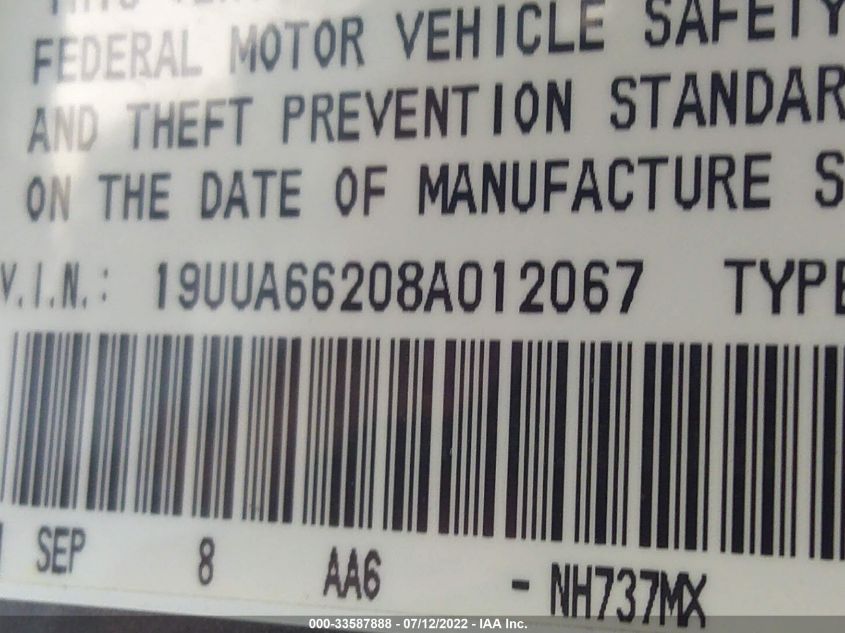 FEDERAL MOTOR VEHICLE SAFETY
AND THEFT PREVENTION STANDAR
ON THE DATE OF MANUFACTURE S
V.I.N.: 19UUA66208A012067 TYPE
SEP 8 AA6 - NH737MX
000-33587888 - 07/12/2022 - IAA Inc.